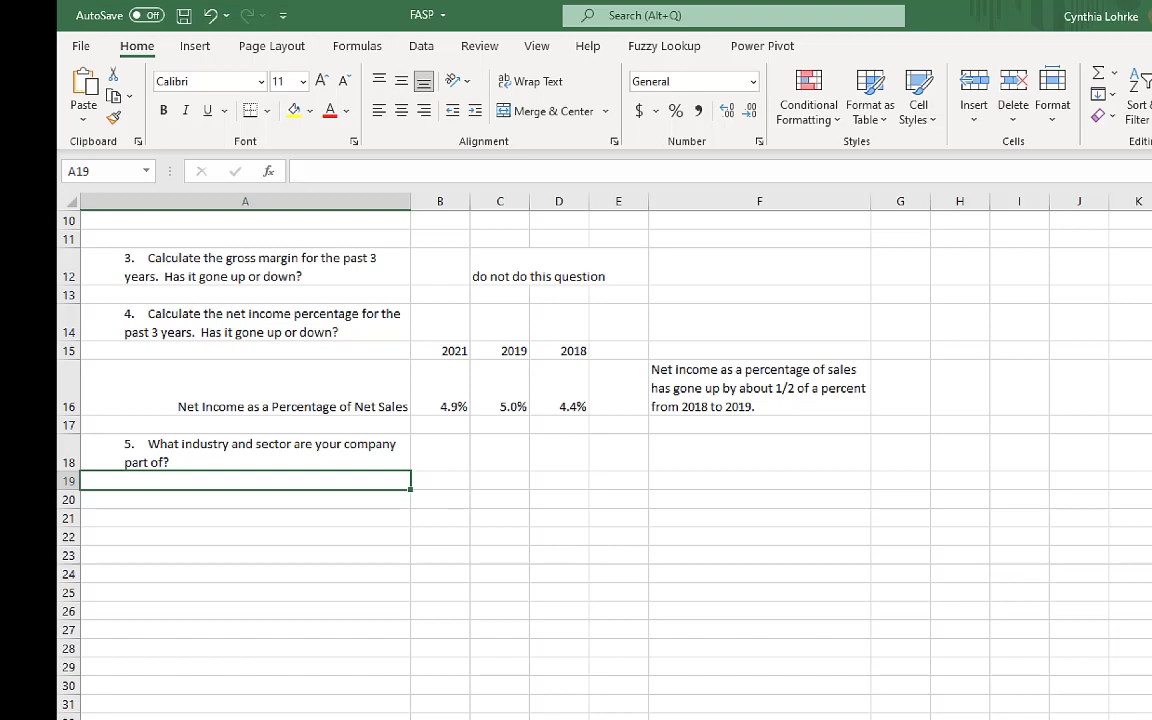 AutoSave Off FASP Search (Alt+Q) Cynthia Lohrke
File Home Insert Page Layout Formulas Data Review View Help Fuzzy Lookup Power Pivot
Paste Calibri 11 A A ab Wrap Text General Conditional Formatting Format as Table Cell Styles Insert Delete Format Sort Filter
B I U A Merge & Center $ % 9
Clipboard Font Alignment Number Styles Cells
A19 fx
A B C D E F G H I J K
10
11
3. Calculate the gross margin for the past 3
12 years. Has it gone up or down? do not do this question
13
4. Calculate the net income percentage for the
14 past 3 years. Has it gone up or down?
15 2021 2019 2018
Net Income as a percentage of sales
has gone up by about 1/2 of a percent
16 Net Income as a Percentage of Net Sales 4.9% 5.0% 4.4% from 2018 to 2019.
17
5. What industry and sector are your company
18 part of?
19
20
21
22
23
24
25
26
27
28
29
30
31